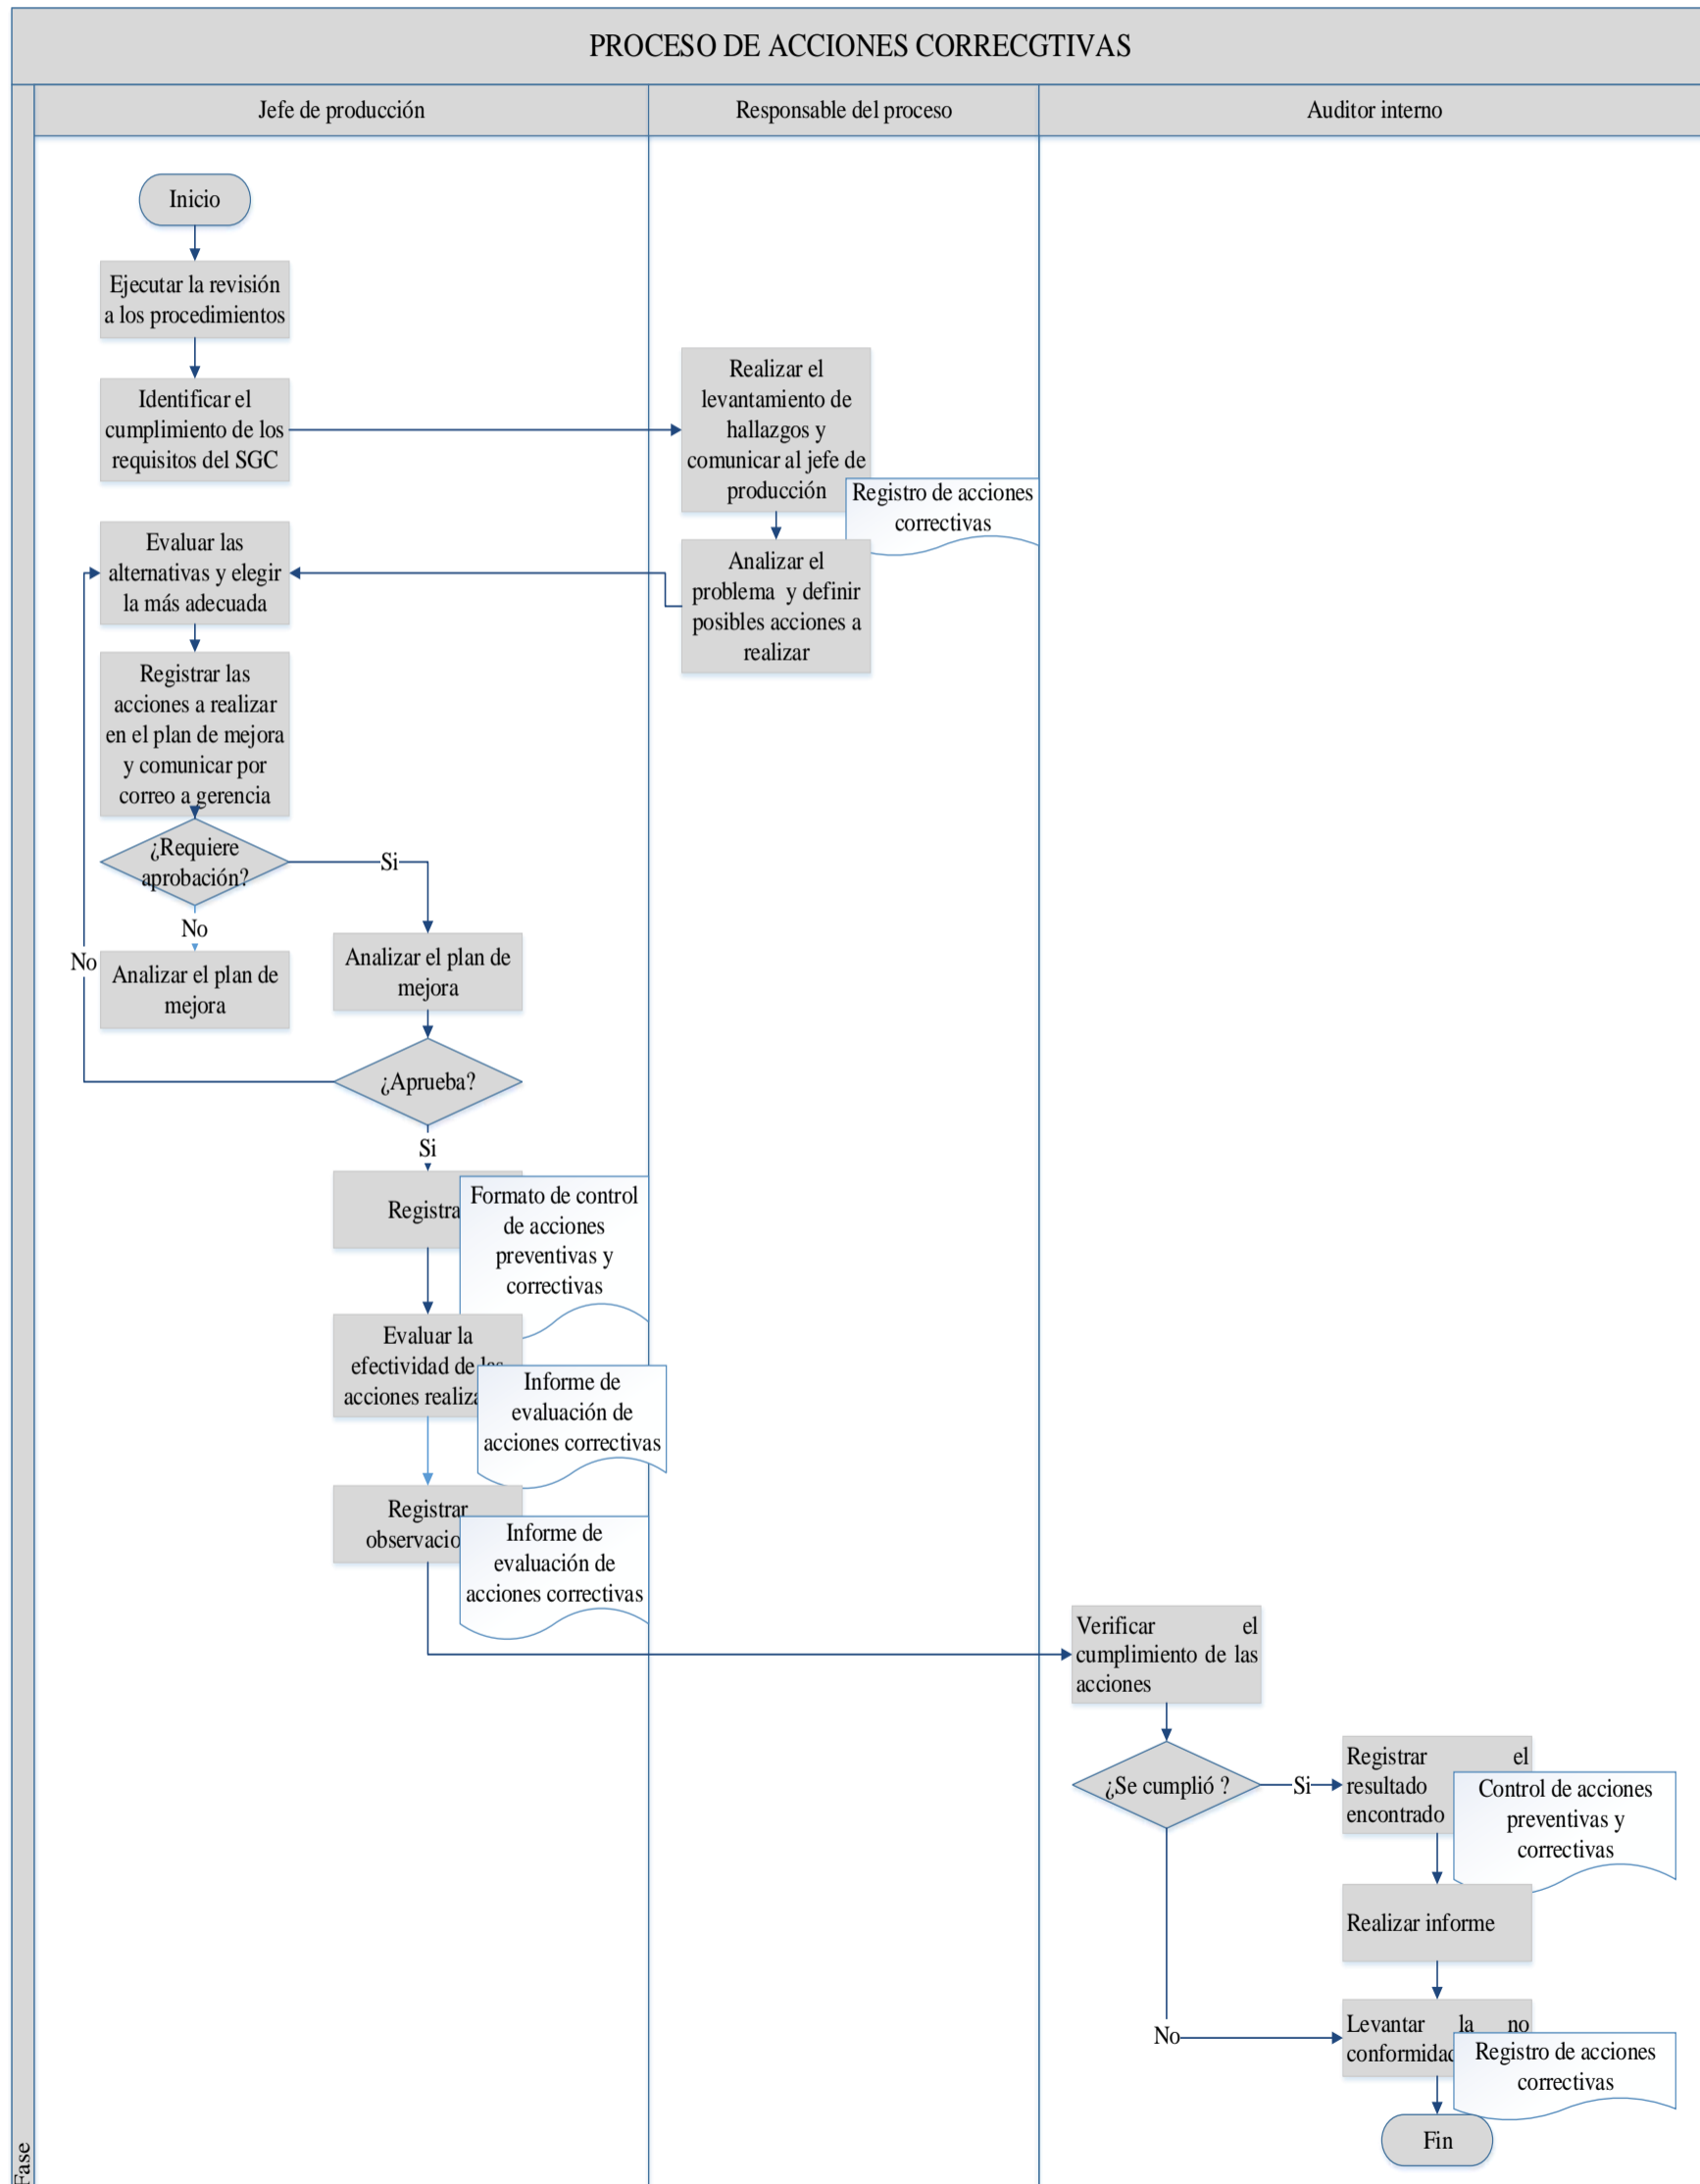 PROCESO DE ACCIONES CORRECGTIVAS
Jefe de producción
Responsable del proceso
Auditor interno
Inicio
Ejecutar la revisión
a los procedimientos
Identificar el
cumplimiento de los
requisitos del SGC
Realizar el
levantamiento de
hallazgos y
comunicar al jefe de
producción
Registro de acciones
correctivas
Analizar el
problema y definir
posibles acciones a
realizar
Evaluar las
alternativas y elegir
la más adecuada
Registrar las
acciones a realizar
en el plan de mejora
y comunicar por
correo a gerencia
¿Requiere
aprobación?
Si
No
No
Analizar el plan de
mejora
Analizar el plan de
mejora
¿Aprueba?
Si
Registra
Formato de control
de acciones
preventivas y
correctivas
Evaluar la
efectividad de las
acciones realiza
Informe de
evaluación de
acciones correctivas
Registrar
observacio
Informe de
evaluación de
acciones correctivas
Verificar el
cumplimiento de las
acciones
¿Se cumplió ?
Si
Registrar el
resultado
encontrado
Control de acciones
preventivas y
correctivas
Realizar informe
No
Levantar la no
conformidad
Registro de acciones
correctivas
Fin
Fase